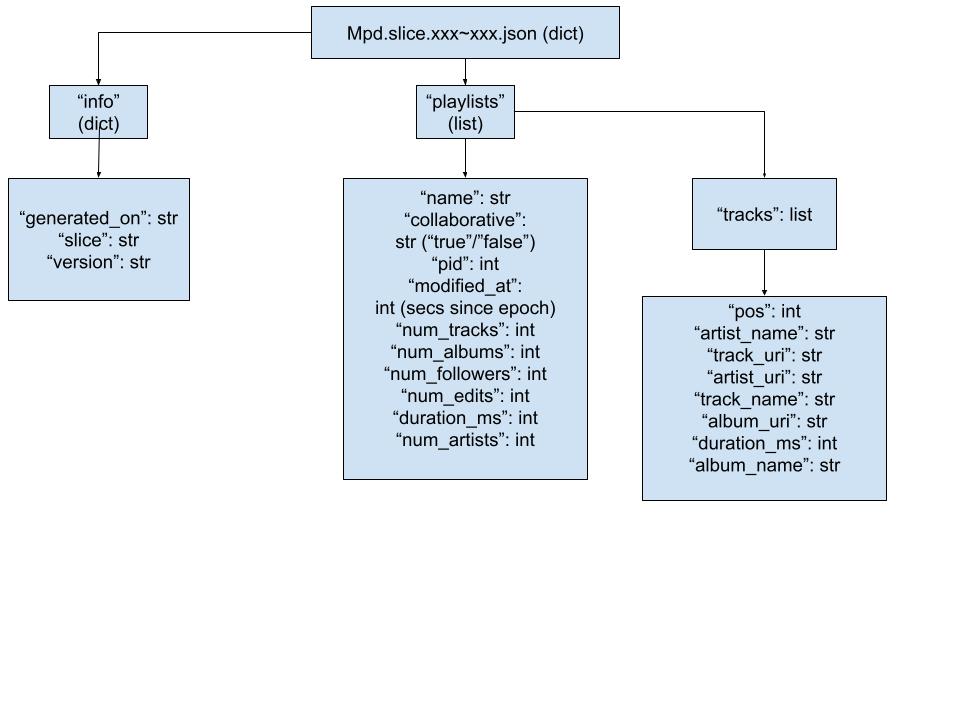 Mpd.slice.xxx~xxx.json (dict)
“info”
(dict)
“playlists”
(list)
“generated_on”: str
“slice”: str
“version”: str
“name”: str
“collaborative”:
str (“true”/”false”)
“pid”: int
“modified_at”:
int (secs since epoch)
“num_tracks”: int
“num_albums”: int
“num_followers”: int
“num_edits”: int
“duration_ms”: int
“num_artists”: int
“tracks”: list
“pos”: int
“artist_name”: str
“track_uri”: str
“artist_uri”: str
“track_name”: str
“album_uri”: str
“duration_ms”: int
“album_name”: str